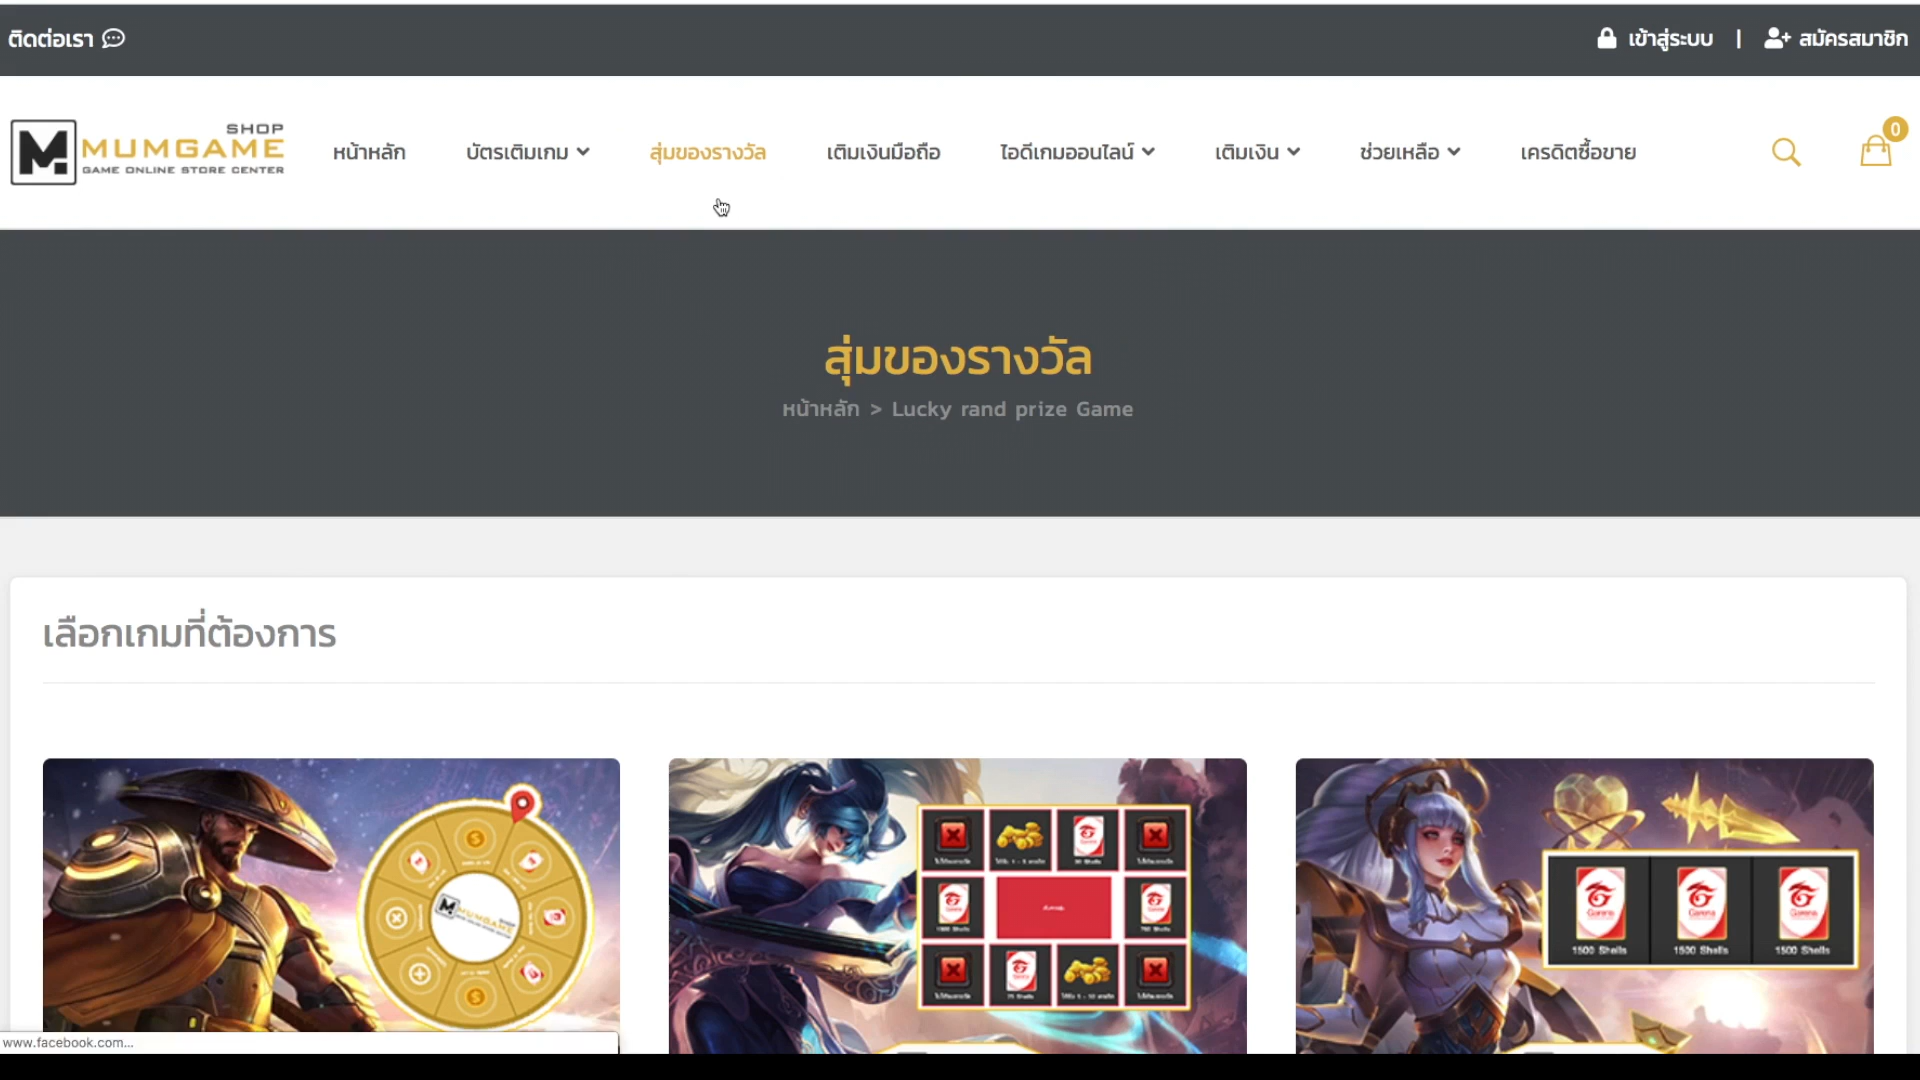 ติดต่อเรา
เข้าสู่ระบบ | สมัครสมาชิก
SHOP
MUMGAME
GAME ONLINE STORE CENTER
หน้าหลัก บัตรเติมเกม สุ่มของรางวัล เติมเงินมือถือ ไอดีเกมออนไลน์ เติมเงิน ช่วยเหลือ เครดิตซื้อขาย
0
สุ่มของรางวัล
หน้าหลัก > Lucky rand prize Game
เลือกเกมที่ต้องการ
MUMGAME
Garena Garena Garena
1500 Shells 1500 Shells 1500 Shells
www.facebook.com...